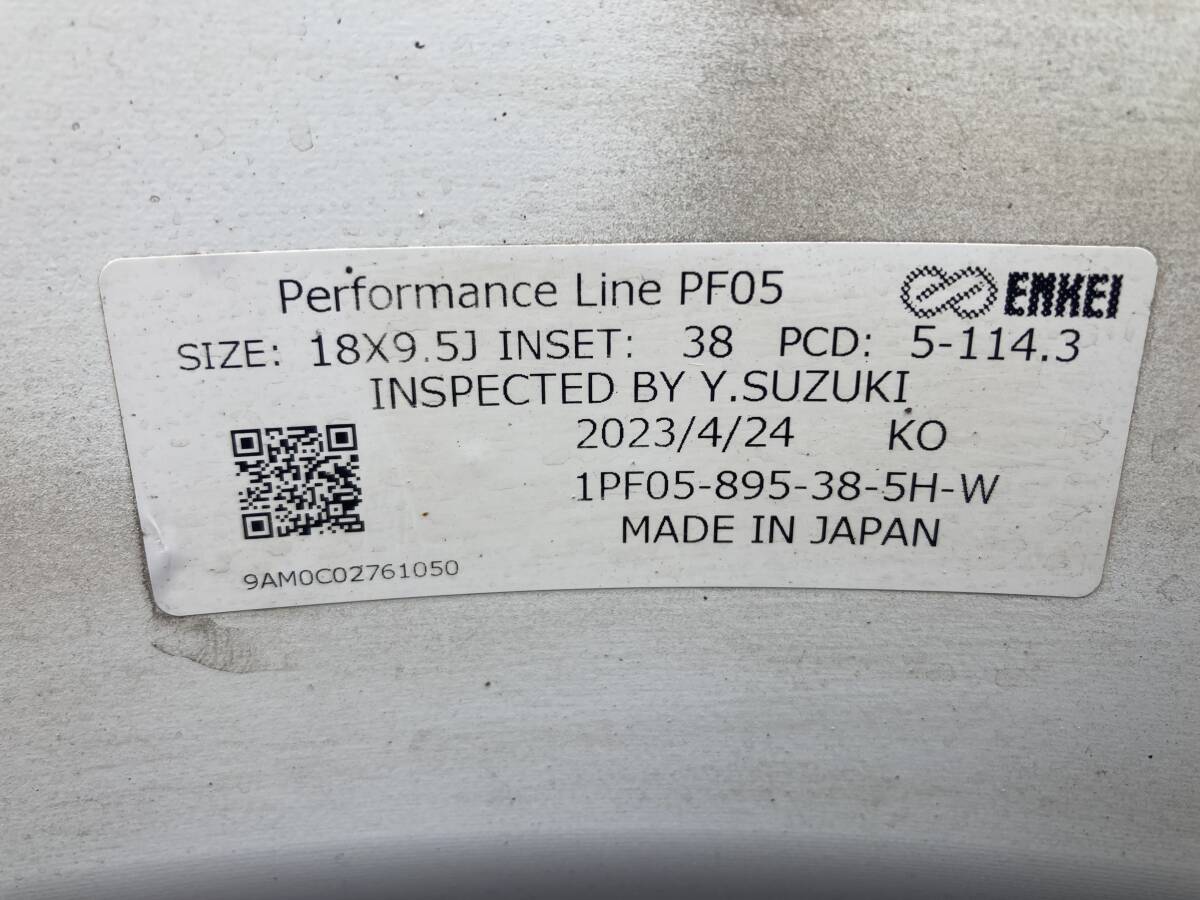 Performance Line PF05 ENKEI
SIZE: 18X9.5J INSET: 38 PCD: 5-114.3
INSPECTED BY Y.SUZUKI
2023/4/24 KO
1PF05-895-38-5H-W
MADE IN JAPAN
9AM0C02761050